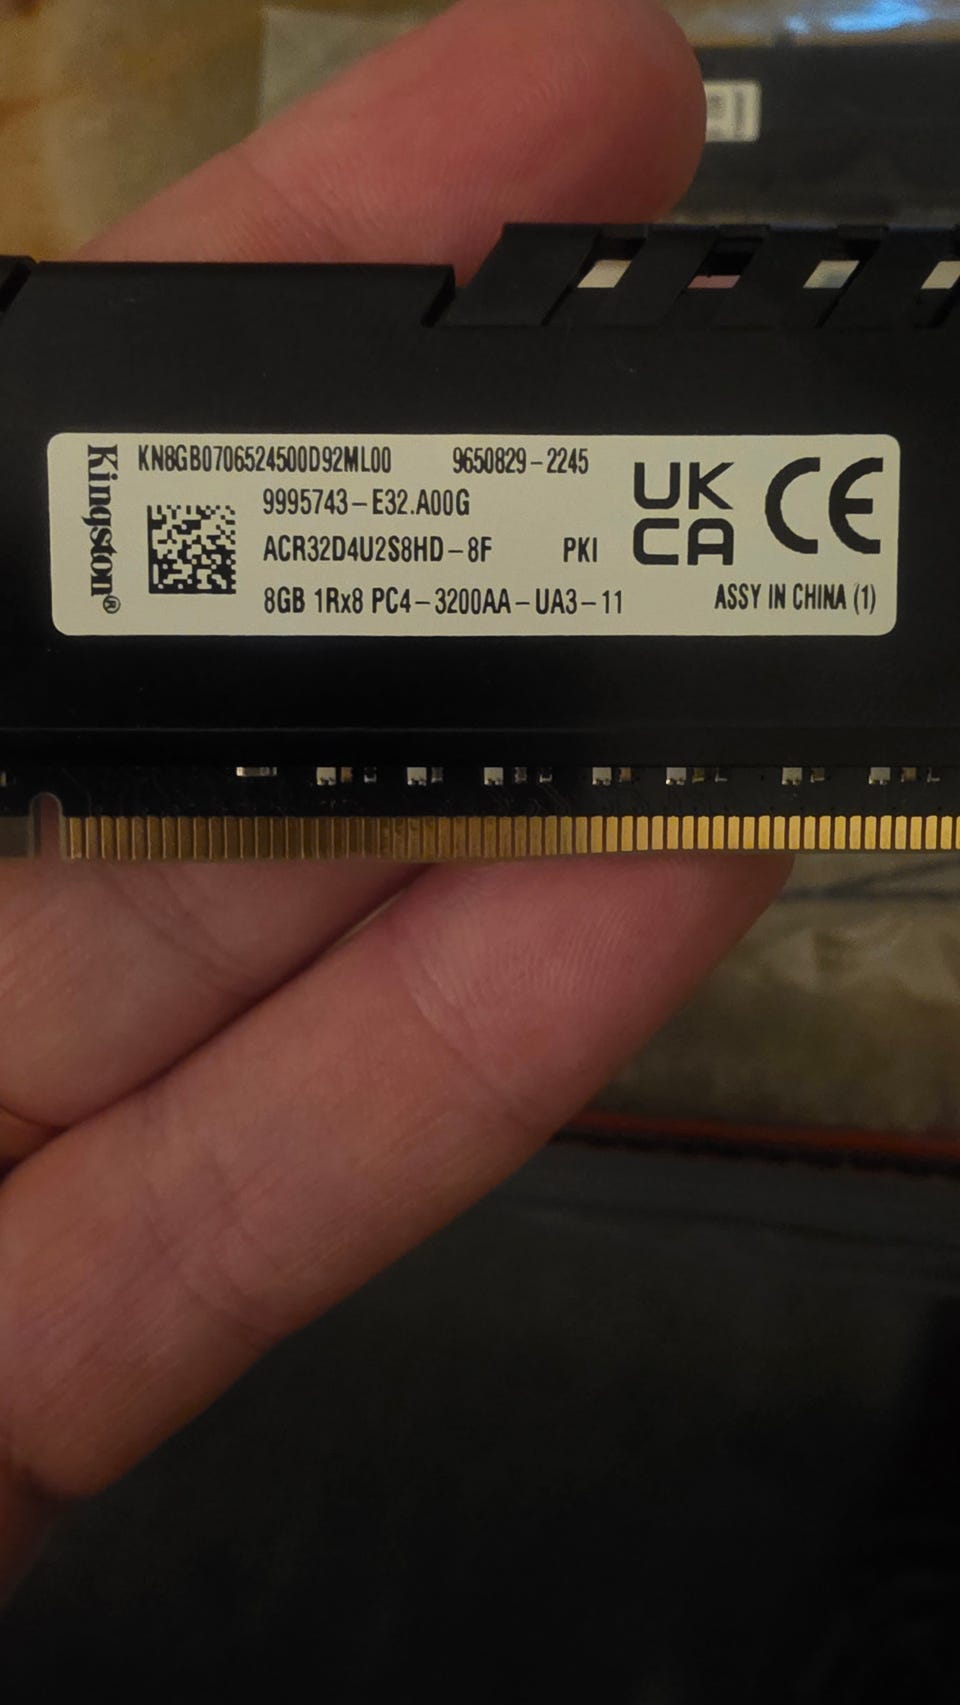 Kingston®
KN8GB0706524500D92ML00 9650829-2245
9995743-E32.A00G
ACR32D4U2S8HD-8F PKI
8GB 1Rx8 PC4-3200AA-UA3-11
UK
CA
CE
ASSY IN CHINA (1)